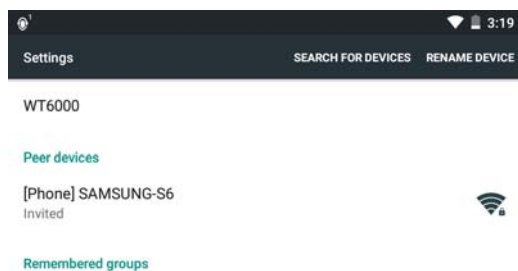 3:19
Settings SEARCH FOR DEVICES RENAME DEVICE
WT6000
Peer devices
[Phone] SAMSUNG-S6
Invited
Remembered groups